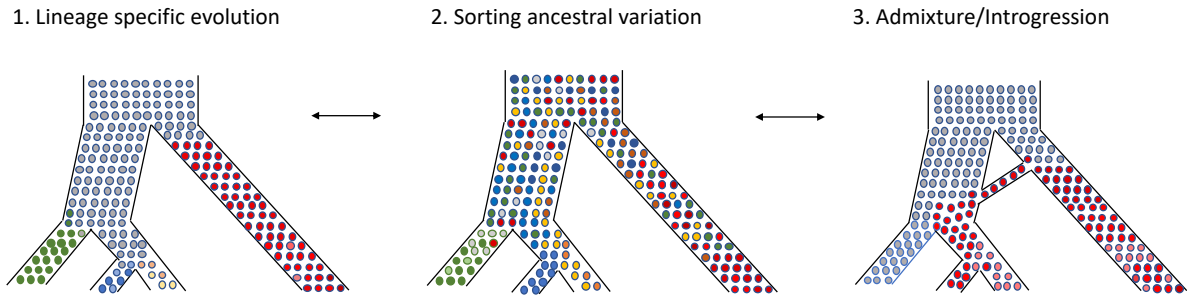 1. Lineage specific evolution
2. Sorting ancestral variation
3. Admixture/Introgression